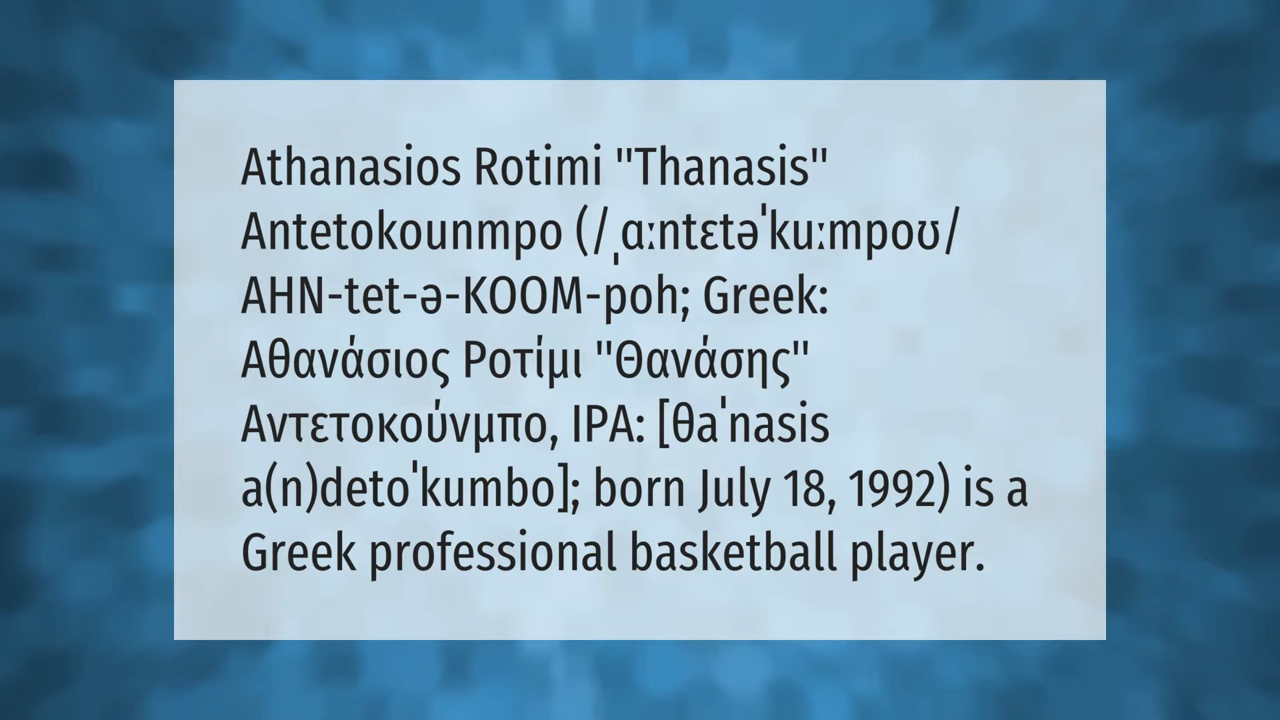 Athanasios Rotimi "Thanasis"
Antetokounmpo (/ˌɑːntɛtəˈkuːmpoʊ/
AHN-tet-ə-KOOM-poh; Greek:
Αθανάσιος Ροτίμι "Θανάσης"
Αντετοκούνμπο, IPA: [θaˈnasis
a(n)detoˈkumbo]; born July 18, 1992) is a
Greek professional basketball player.